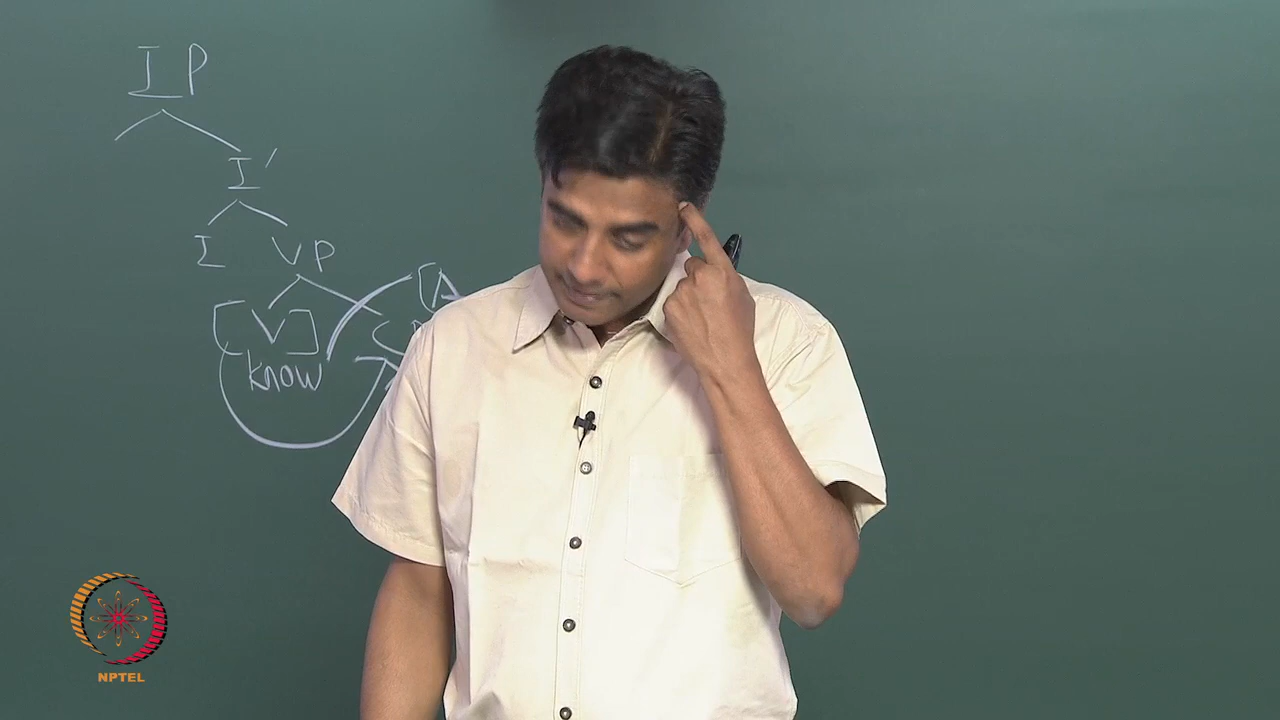 IP
I'
I VP
[V] [A
know
NPTEL